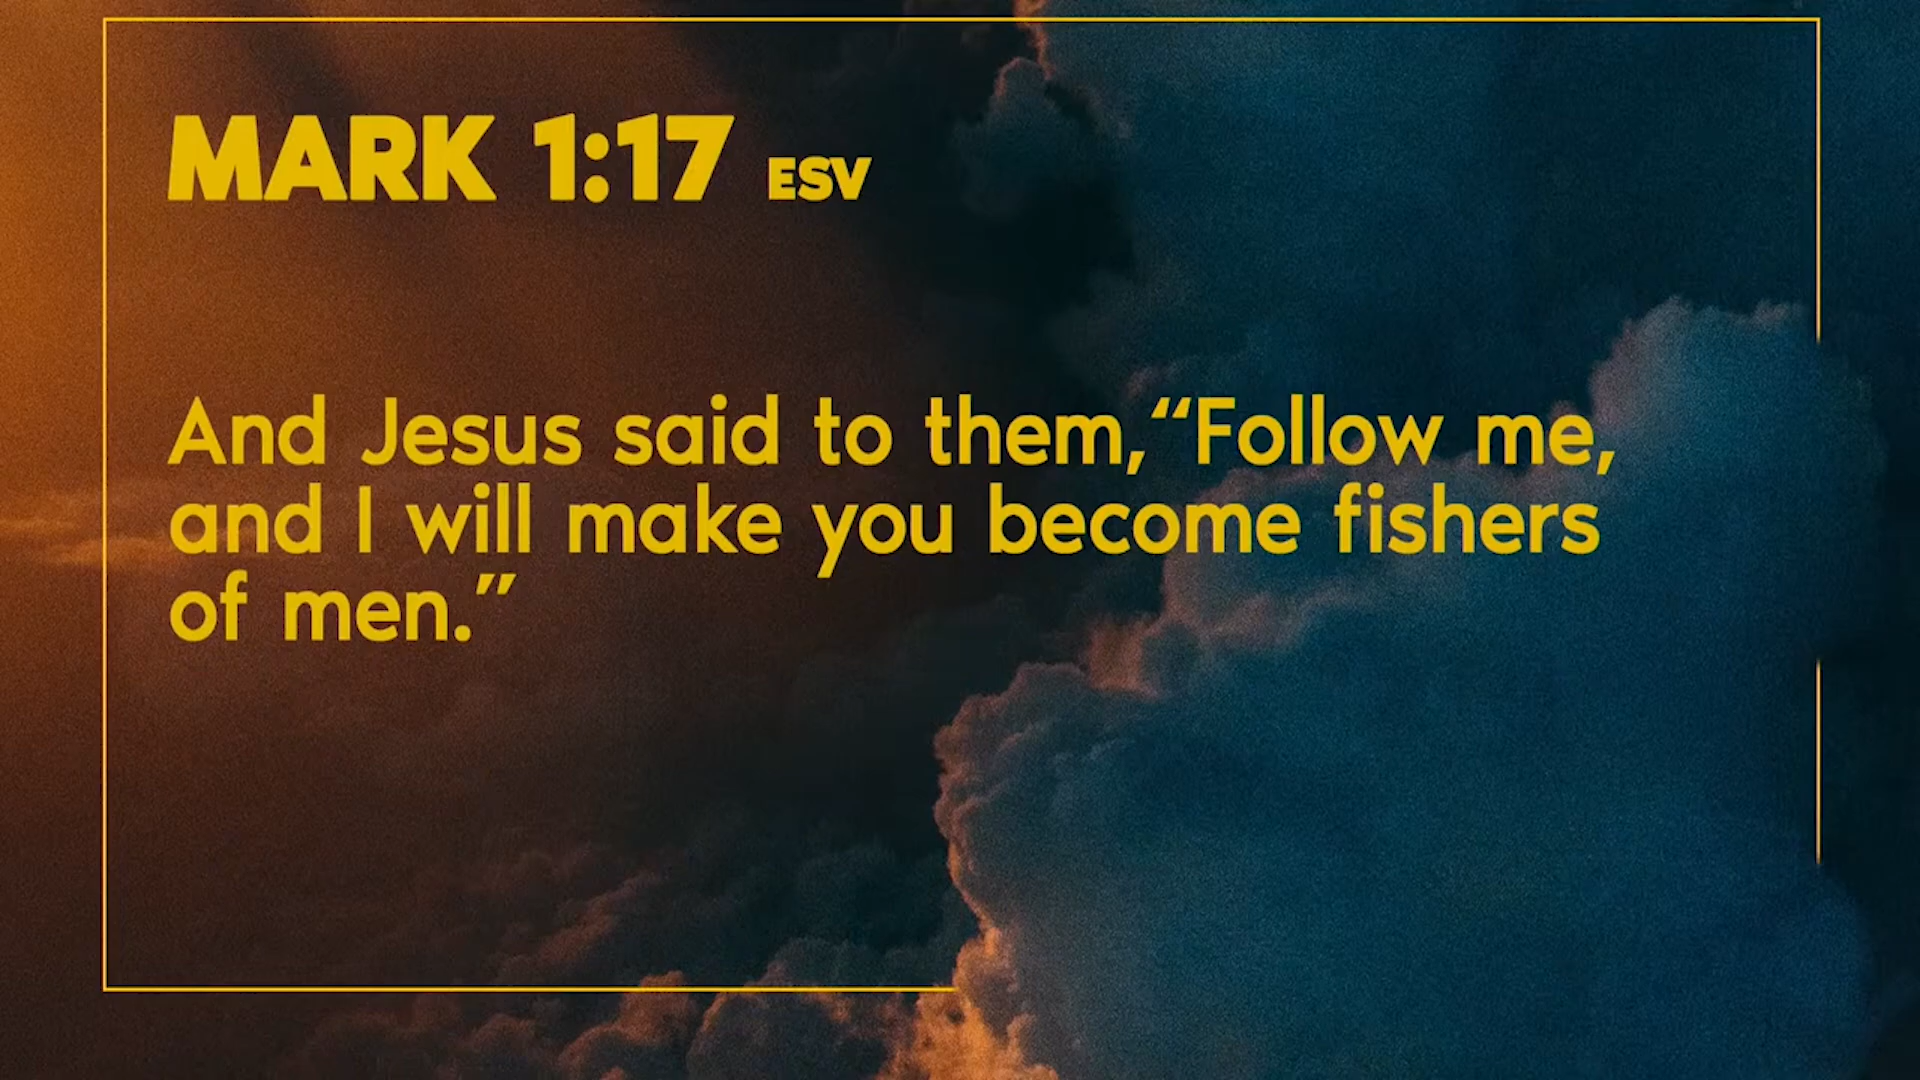 MARK 1:17 ESV
And Jesus said to them,“Follow me,
and I will make you become fishers
of men.”